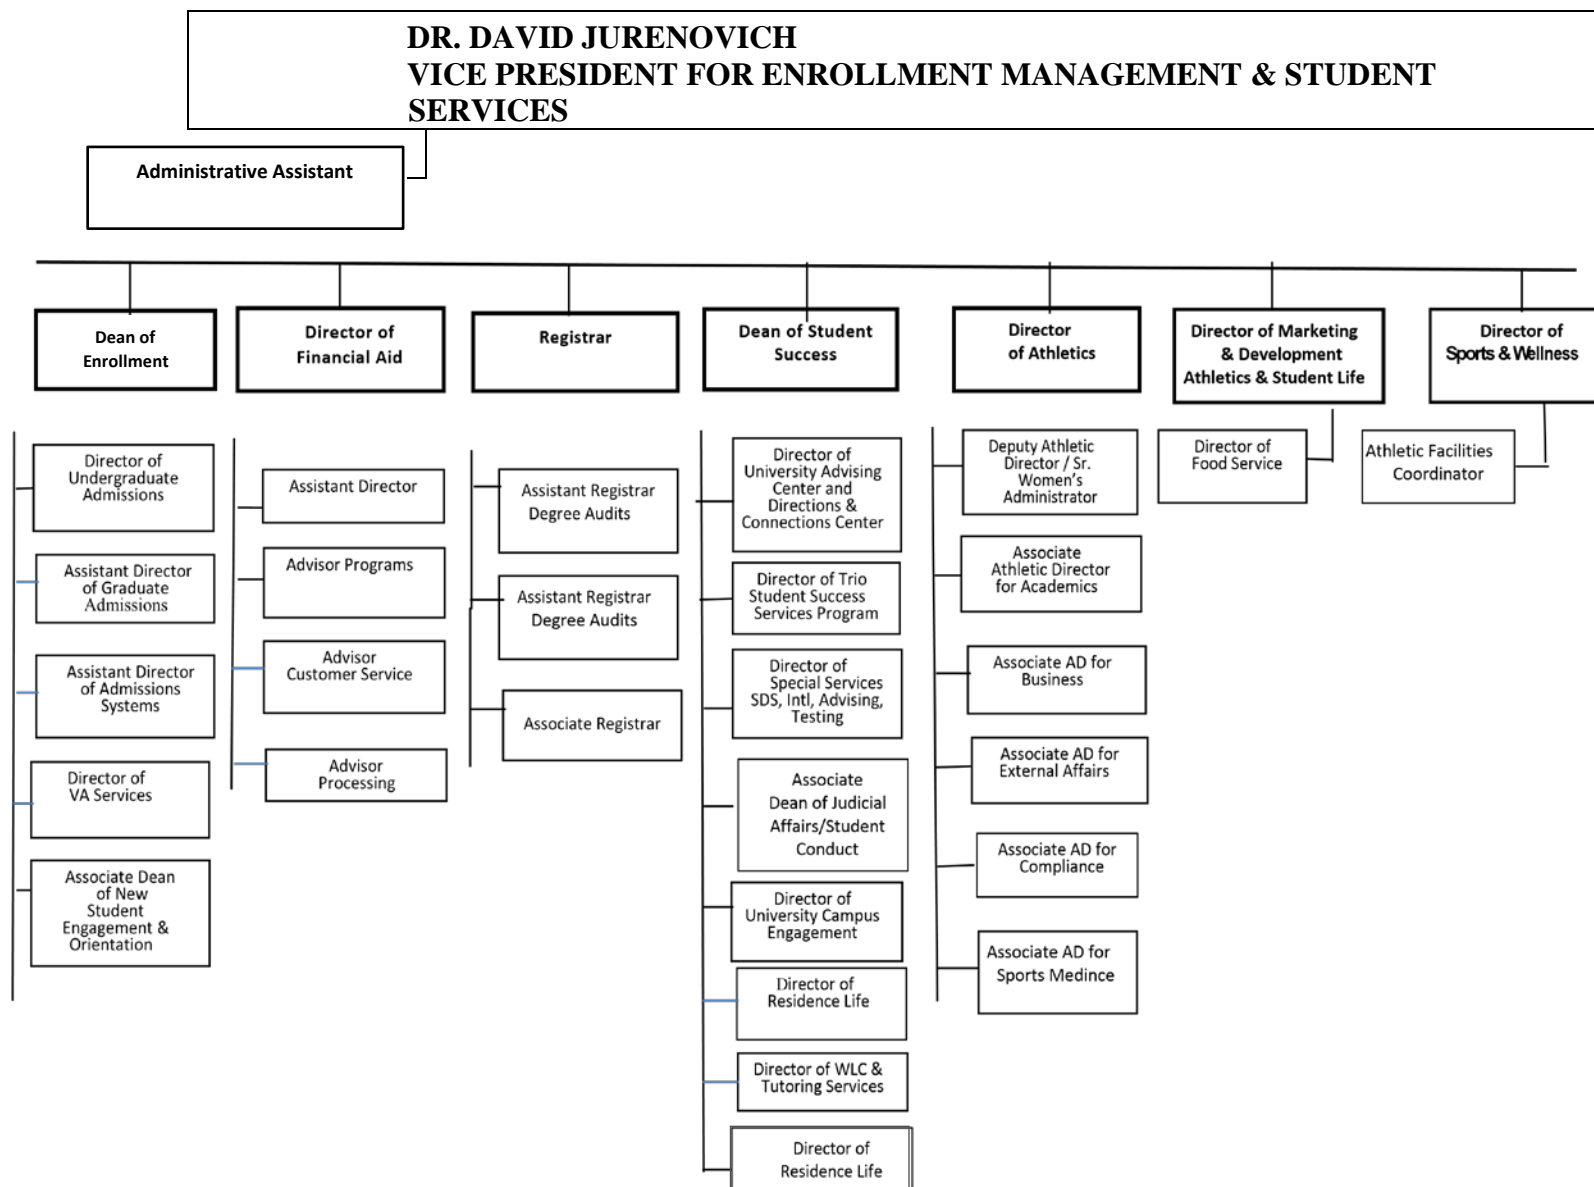 DR. DAVID JURENOVICH
VICE PRESIDENT FOR ENROLLMENT MANAGEMENT & STUDENT
SERVICES
Administrative Assistant
Dean of
Enrollment
Director of
Financial Aid
Registrar
Dean of Student
Success
Director
of Athletics
Director of Marketing
& Development
Athletics & Student Life
Director of
Sports & Wellness
Director of
Undergraduate
Admissions
Assistant Director
of Graduate
Admissions
Assistant Director
of Admissions
Systems
Director of
VA Services
Associate Dean
of New
Student
Engagement &
Orientation
Assistant Director
Advisor Programs
Advisor
Customer Service
Advisor
Processing
Assistant Registrar
Degree Audits
Assistant Registrar
Degree Audits
Associate Registrar
Director of
University Advising
Center and
Directions &
Connections Center
Director of Trio
Student Success
Services Program
Director of
Special Services
SDS, Intl, Advising,
Testing
Associate
Dean of Judicial
Affairs/Student
Conduct
Director of
University Campus
Engagement
Director of
Residence Life
Director of WLC &
Tutoring Services
Director of
Residence Life
Deputy Athletic
Director / Sr.
Women's
Administrator
Associate
Athletic Director
for Academics
Associate AD for
Business
Associate AD for
External Affairs
Associate AD for
Compliance
Associate AD for
Sports Medince
Director of
Food Service
Athletic Facilities
Coordinator